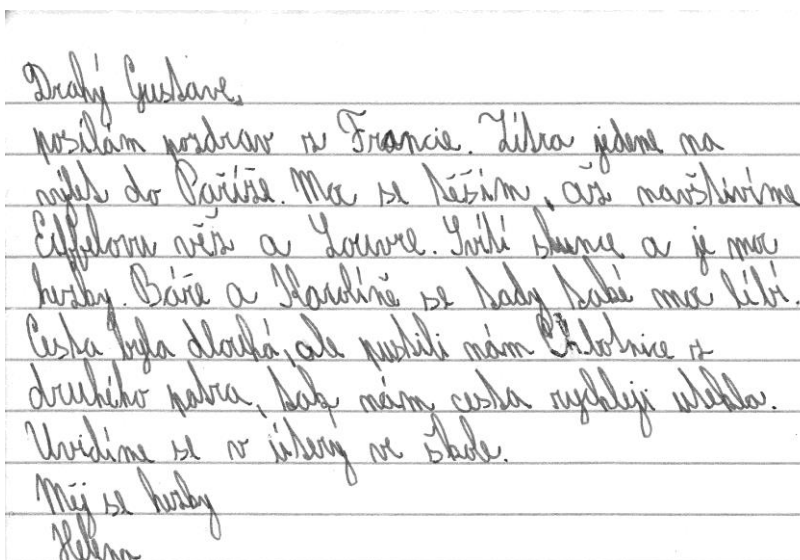 Drahý Gustave,
posílám pozdrav z Francie. Zítra jedeme na
výlet do Paříže. Moc se těším, až navštívíme
Eiffelovu věž a Louvre. Svítí slunce a je moc
hezky. Báře a Karolíně se tady také moc líbí.
Cesta byla dlouhá, ale pustili nám Chlotnice z
druhého patra, tak nám cesta rychleji utekla.
Uvidíme se v úterý ve škole.
Měj se hezky
Helena